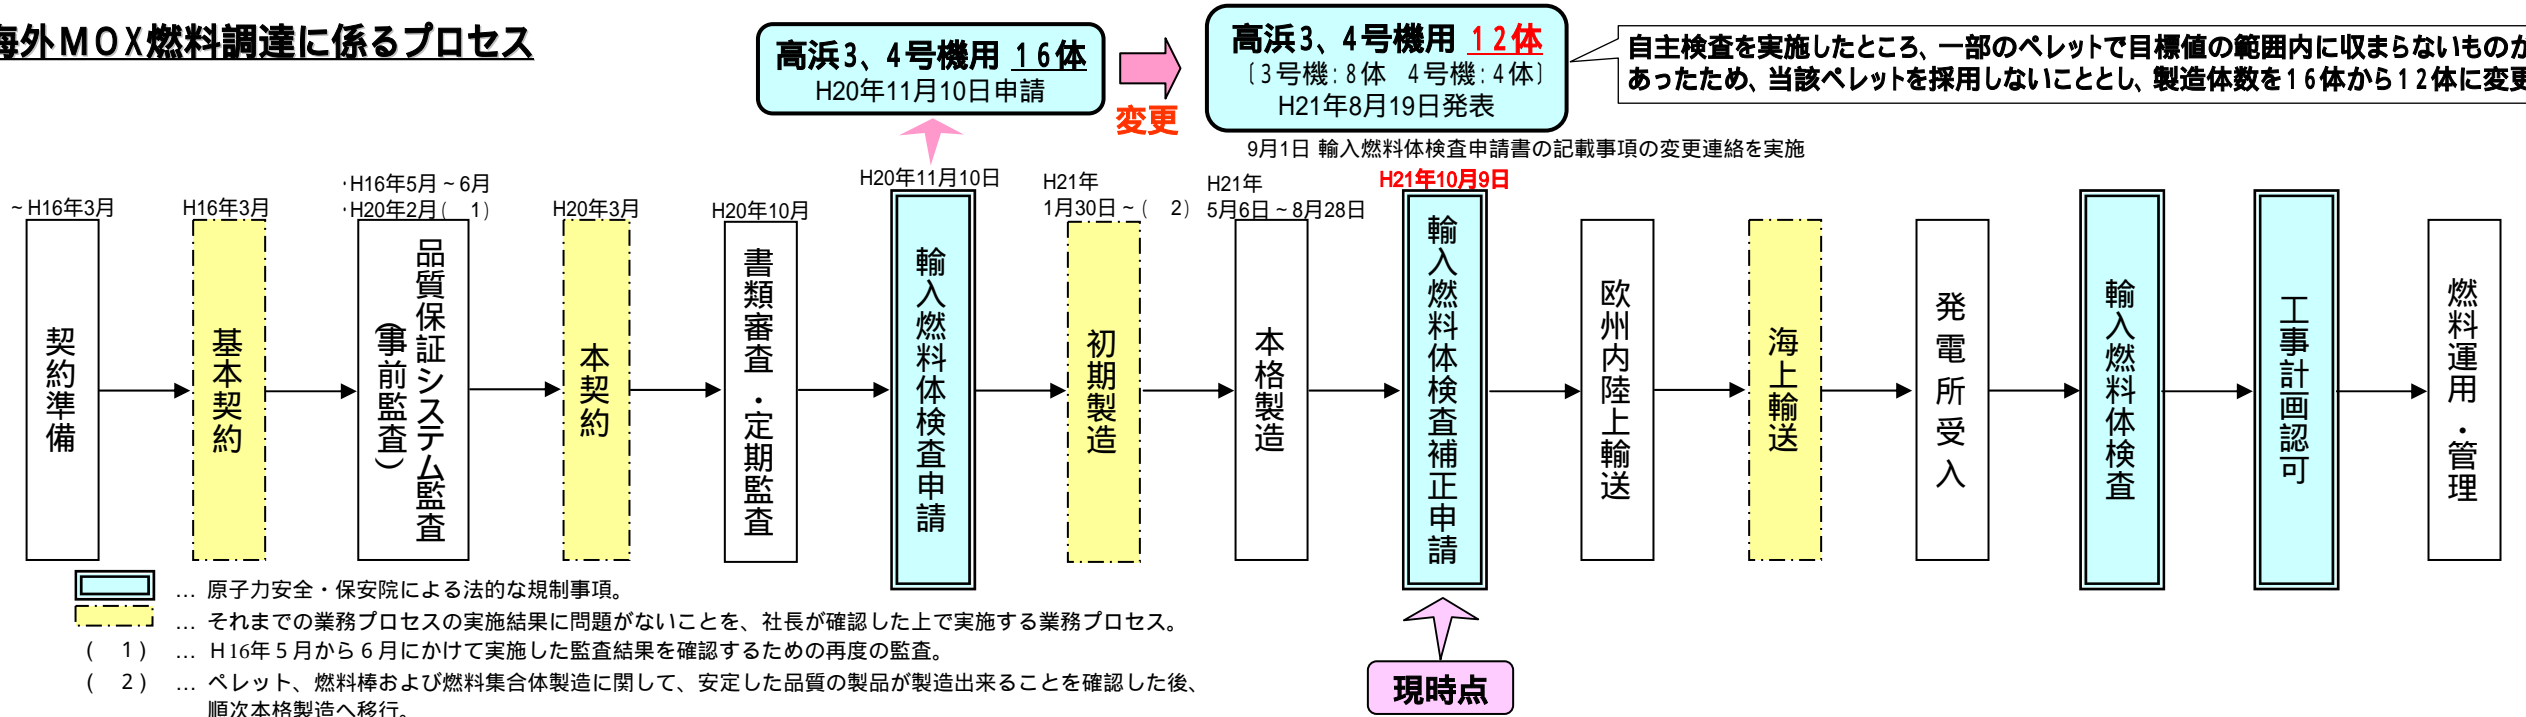 海外MOX燃料調達に係るプロセス
高浜3、4号機用 16体
H20年11月10日申請
変更
高浜3、4号機用 12体
〔3号機:8体 4号機:4体〕
H21年8月19日発表
自主検査を実施したところ、一部のペレットで目標値の範囲内に収まらないものが
あったため、当該ペレットを採用しないこととし、製造体数を16体から12体に変更
9月1日 輸入燃料体検査申請書の記載事項の変更連絡を実施
~H16年3月
契約準備
H16年3月
基本契約
・H16年5月~6月
・H20年2月( 1)
品質保証システム監査
(事前監査)
H20年3月
本契約
H20年10月
書類審査・定期監査
H20年11月10日
輸入燃料体検査申請
H21年
1月30日~( 2)
初期製造
H21年
5月6日~8月28日
本格製造
H21年10月9日
輸入燃料体検査補正申請
欧州内陸上輸送
海上輸送
発電所受入
輸入燃料体検査
工事計画認可
燃料運用・管理
… 原子力安全・保安院による法的な規制事項。
… それまでの業務プロセスの実施結果に問題がないことを、社長が確認した上で実施する業務プロセス。
( 1) … H16年5月から6月にかけて実施した監査結果を確認するための再度の監査。
( 2) … ペレット、燃料棒および燃料集合体製造に関して、安定した品質の製品が製造出来ることを確認した後、
順次本格製造へ移行。
現時点